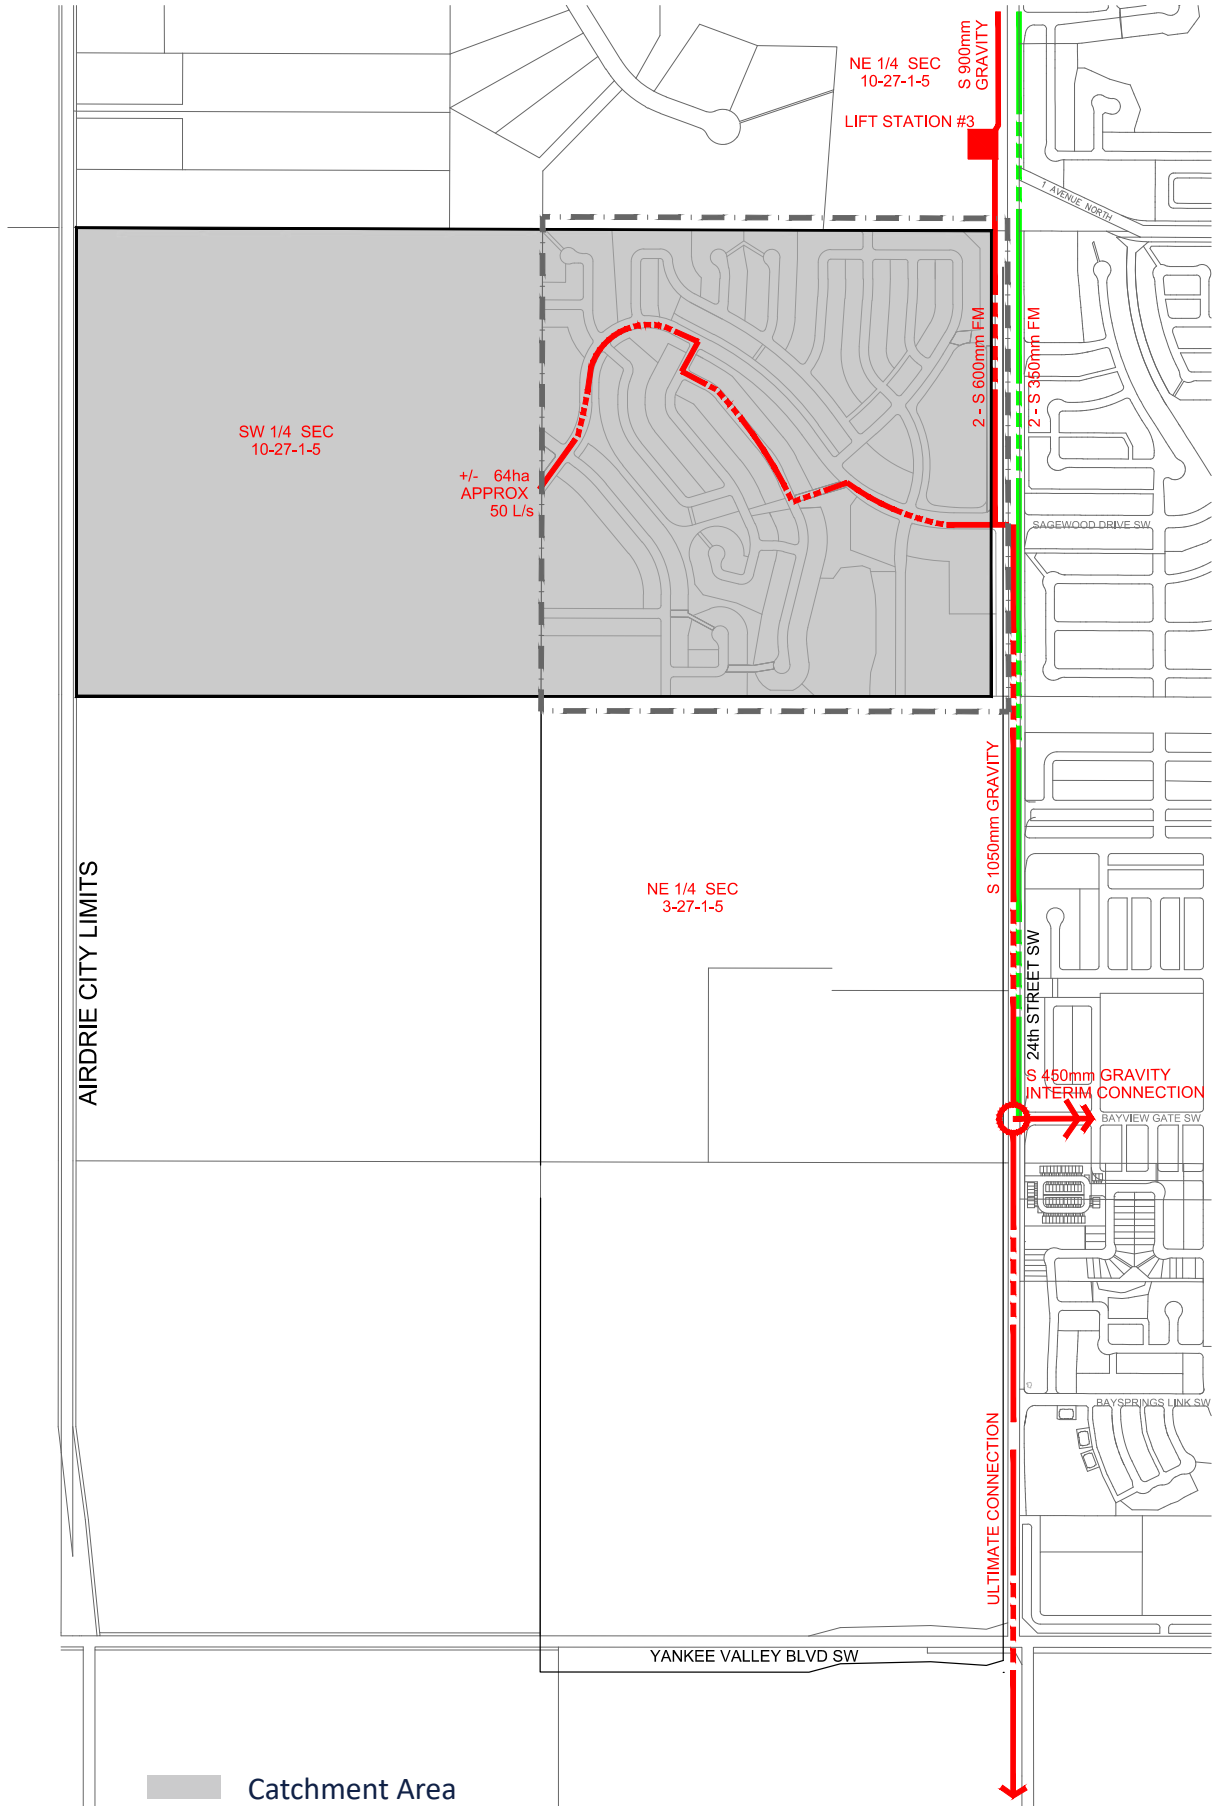 NE 1/4 SEC
10-27-1-5
S 900mm
GRAVITY
LIFT STATION #3
1 AVENUE NORTH
2 - S 600mm FM
2 - S 350mm FM
SW 1/4 SEC
10-27-1-5
+/- 64ha
APPROX
50 L/s
SAGEWOOD DRIVE SW
S 1050mm GRAVITY
NE 1/4 SEC
3-27-1-5
AIRDRIE CITY LIMITS
24th STREET SW
S 450mm GRAVITY
INTERIM CONNECTION
BAYVIEW GATE SW
BAYSPRINGS LINK SW
ULTIMATE CONNECTION
YANKEE VALLEY BLVD SW
Catchment Area